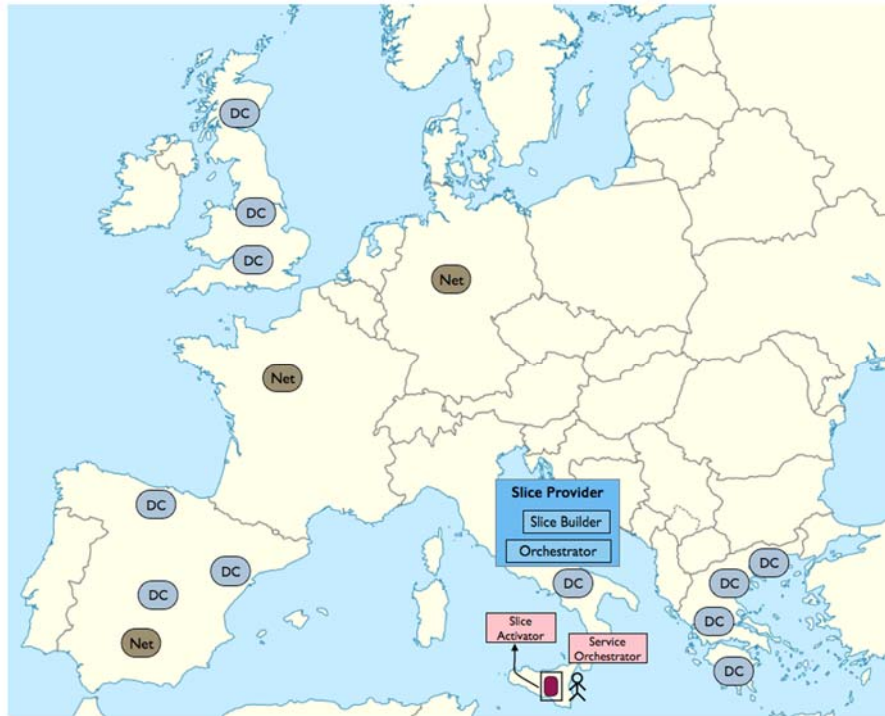 DC
DC
DC
Net
Net
Slice Provider
Slice Builder
Orchestrator
DC
DC
DC
Net
DC
DC
DC
DC
DC
Slice
Activator
Service
Orchestrator